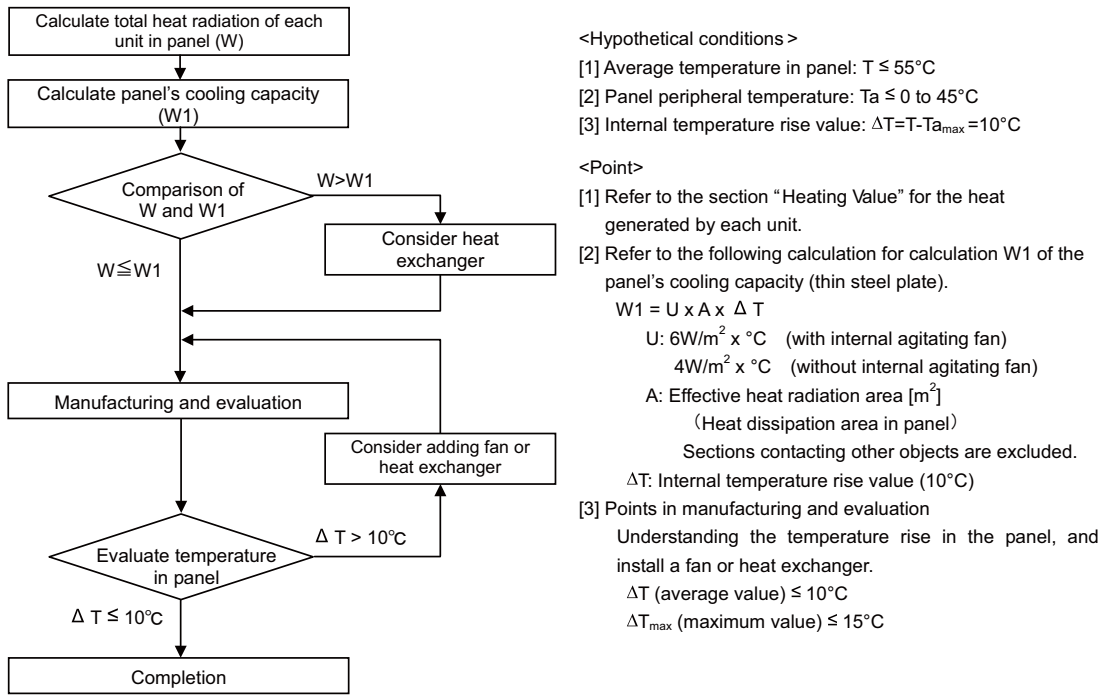 Calculate total heat radiation of each
unit in panel (W)
Calculate panel's cooling capacity
(W1)
Comparison of
W and W1
W>W1
Consider heat
exchanger
W≦W1
Manufacturing and evaluation
Consider adding fan or
heat exchanger
Evaluate temperature
in panel
Δ T > 10℃
Δ T ≤ 10℃
Completion
<Hypothetical conditions >
[1] Average temperature in panel: T ≤ 55°C
[2] Panel peripheral temperature: Ta ≤ 0 to 45°C
[3] Internal temperature rise value: ΔT=T-Tamax =10°C
<Point>
[1] Refer to the section “Heating Value” for the heat
generated by each unit.
[2] Refer to the following calculation for calculation W1 of the
panel's cooling capacity (thin steel plate).
W1 = U x A x Δ T
U: 6W/m² x °C (with internal agitating fan)
4W/m² x °C (without internal agitating fan)
A: Effective heat radiation area [m²]
（Heat dissipation area in panel）
Sections contacting other objects are excluded.
ΔT: Internal temperature rise value (10°C)
[3] Points in manufacturing and evaluation
Understanding the temperature rise in the panel, and
install a fan or heat exchanger.
ΔT (average value) ≤ 10°C
ΔTmax (maximum value) ≤ 15°C